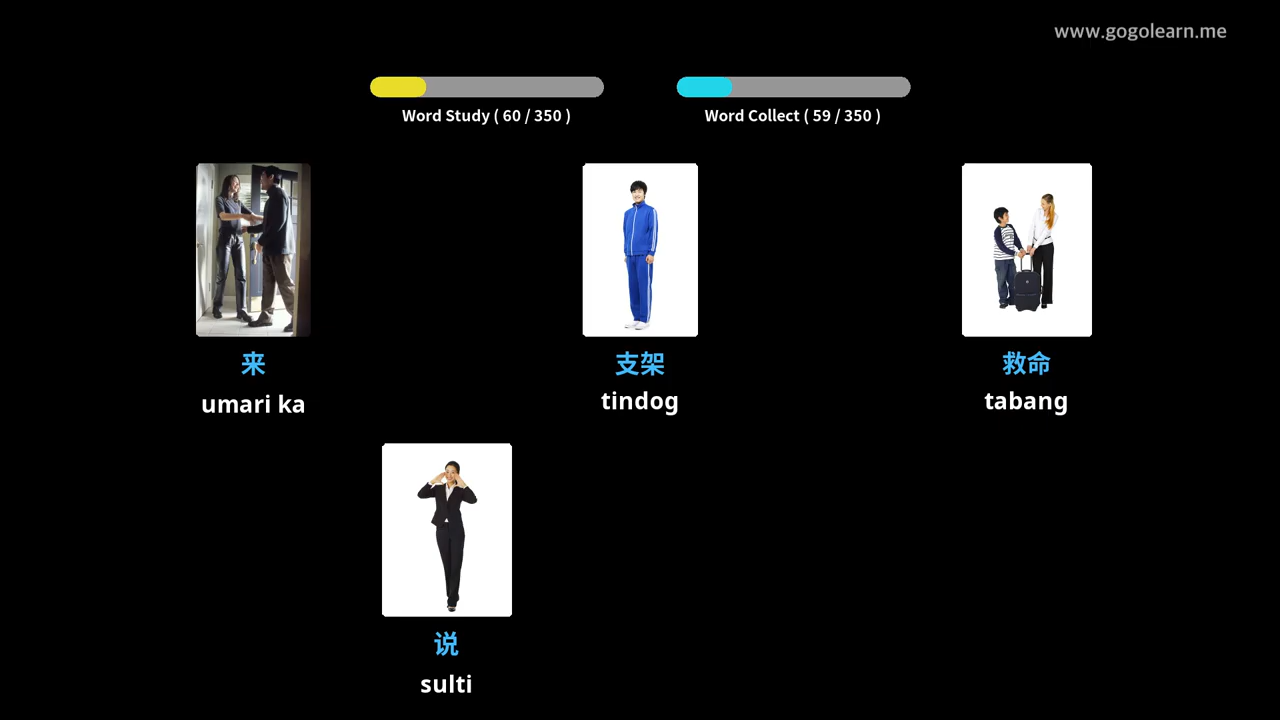 www.gogolearn.me
Word Study ( 60 / 350 )
Word Collect ( 59 / 350 )
来
umari ka
支架
tindog
救命
tabang
说
sulti